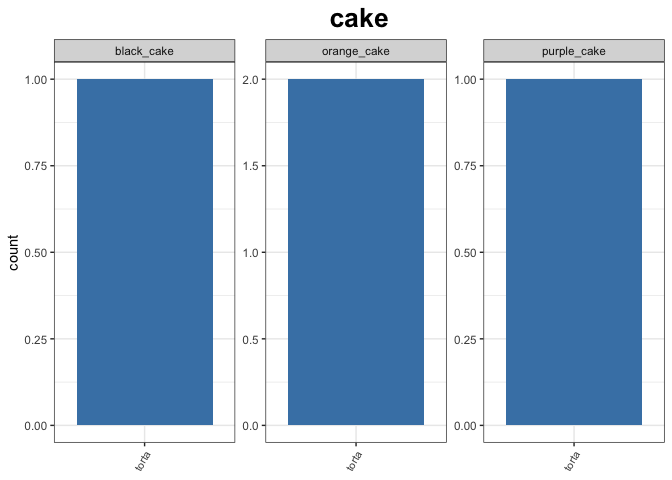 cake
black_cake orange_cake purple_cake
1.00 2.0 1.00
0.75 1.5 0.75
0.50 1.0 0.50
0.25 0.5 0.25
0.00 0.0 0.00
count
torta torta torta